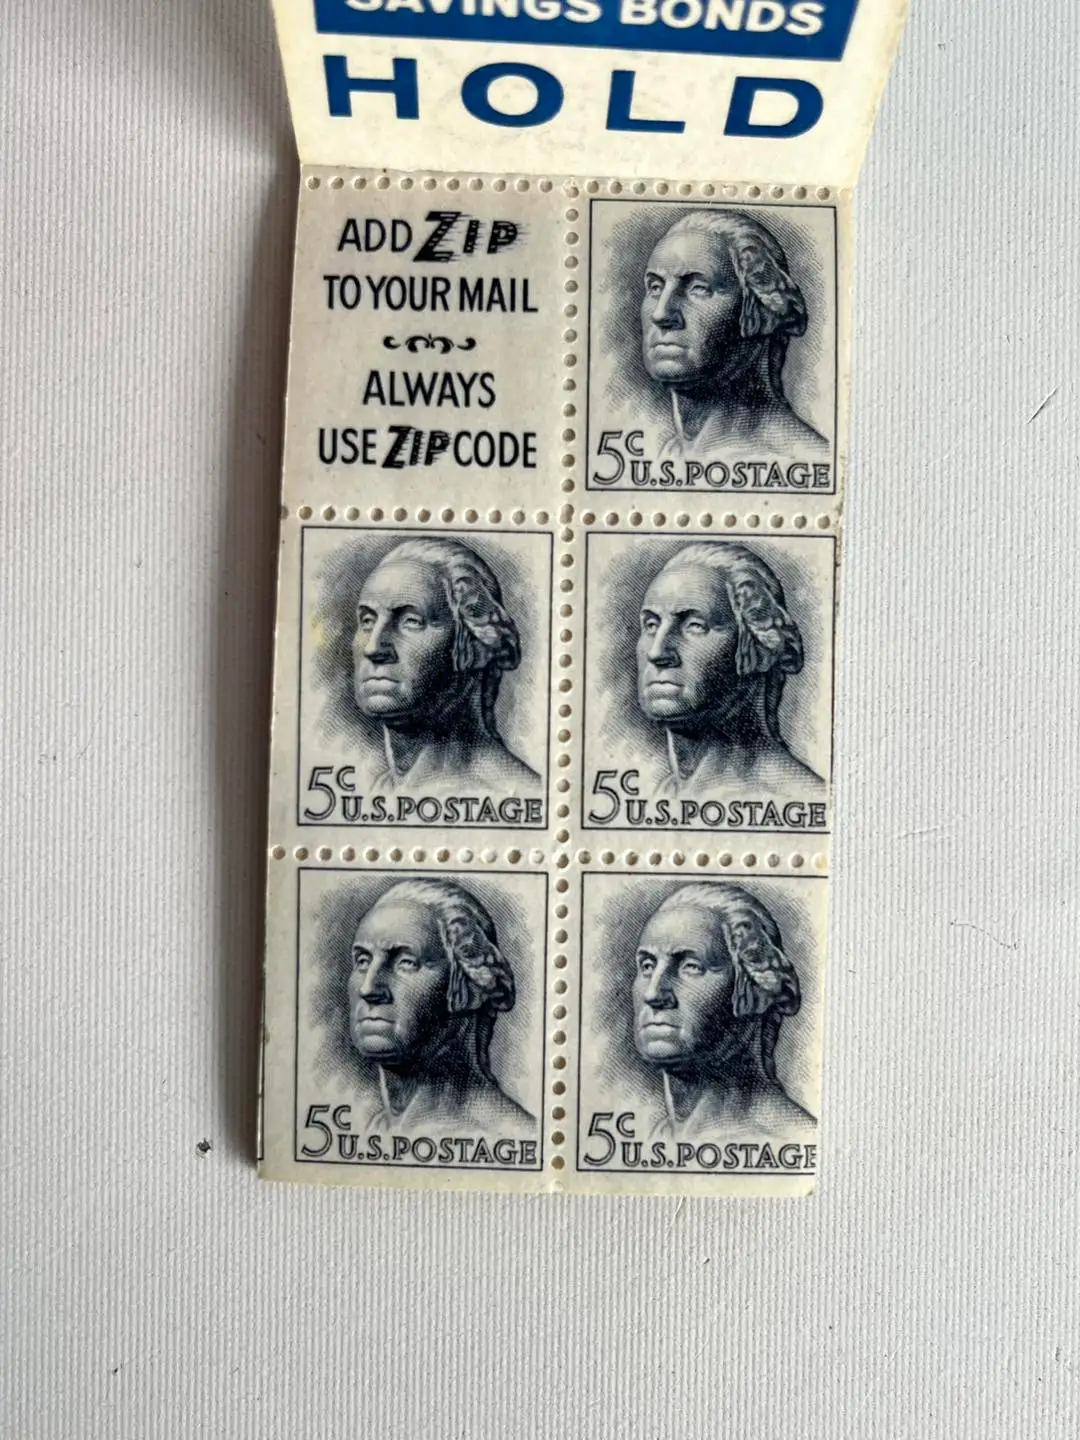 SAVINGS BONDS
HOLD
ADD ZIP
TO YOUR MAIL
ALWAYS
USE ZIP CODE
5c
U.S.POSTAGE
5c
U.S.POSTAGE
5c
U.S.POSTAGE
5c
U.S.POSTAGE
5c
U.S.POSTAGE